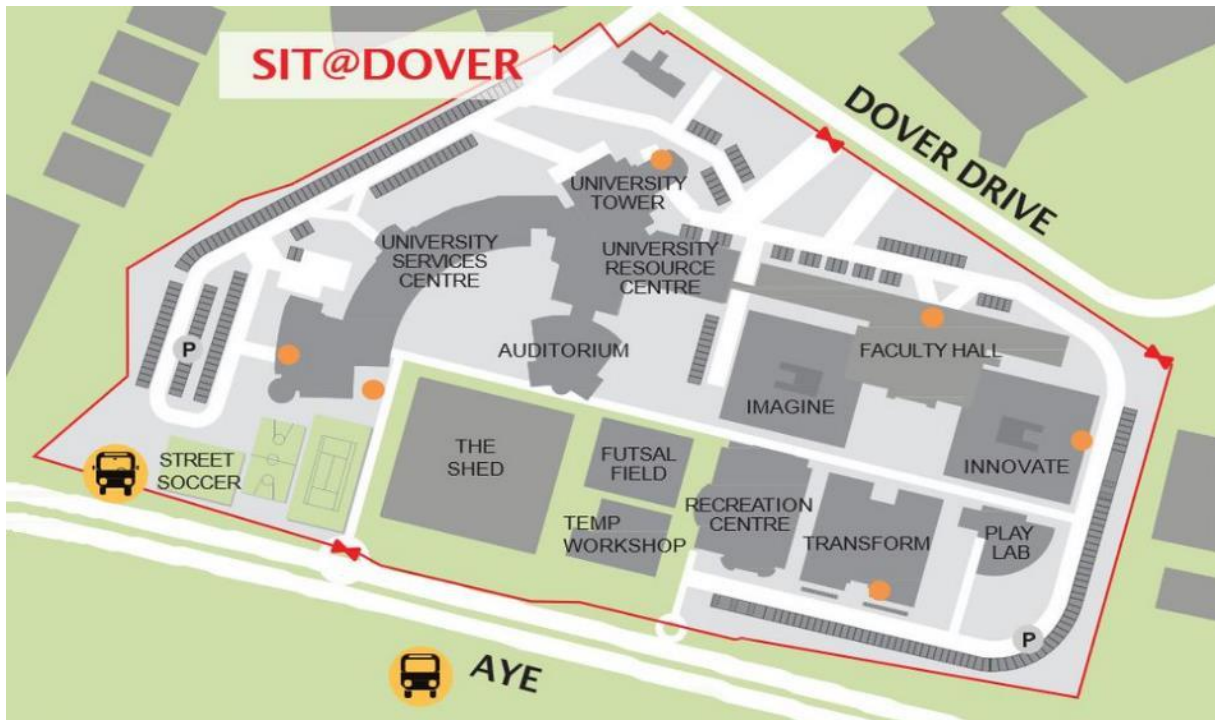 SIT@DOVER
DOVER DRIVE
UNIVERSITY
TOWER
UNIVERSITY
SERVICES
CENTRE
UNIVERSITY
RESOURCE
CENTRE
P
AUDITORIUM
FACULTY HALL
IMAGINE
THE
SHED
FUTSAL
FIELD
INNOVATE
STREET
SOCCER
RECREATION
CENTRE
TEMP
WORKSHOP
TRANSFORM
PLAY
LAB
P
AYE